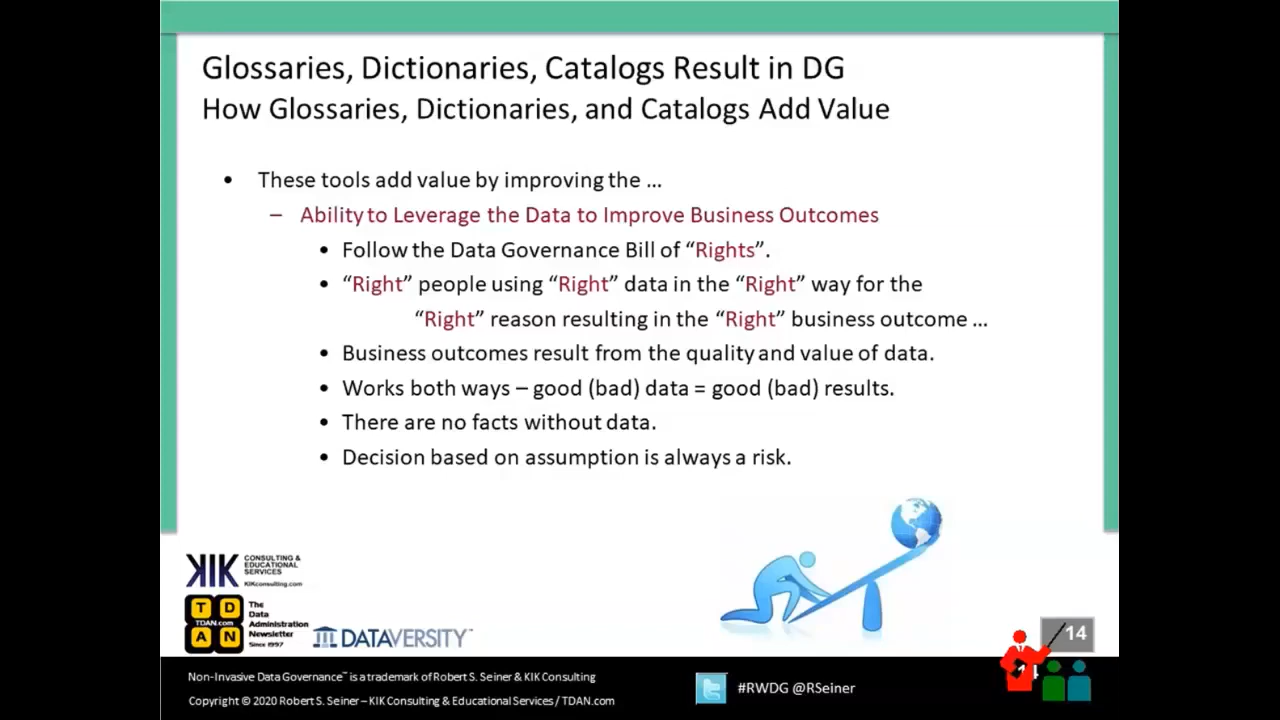 Glossaries, Dictionaries, Catalogs Result in DG
How Glossaries, Dictionaries, and Catalogs Add Value
• These tools add value by improving the ...
– Ability to Leverage the Data to Improve Business Outcomes
• Follow the Data Governance Bill of “Rights”.
• “Right” people using “Right” data in the “Right” way for the
“Right” reason resulting in the “Right” business outcome ...
• Business outcomes result from the quality and value of data.
• Works both ways – good (bad) data = good (bad) results.
• There are no facts without data.
• Decision based on assumption is always a risk.
KIK
CONSULTING &
EDUCATIONAL
SERVICES
KIKconsulting.com
T D
TDAN.com
A N
The
Data
Administration
Newsletter
Since 1997
DATAVERSITY™
14
Non-Invasive Data Governance™ is a trademark of Robert S. Seiner & KIK Consulting
Copyright © 2020 Robert S. Seiner – KIK Consulting & Educational Services / TDAN.com
#RWDG @RSeiner